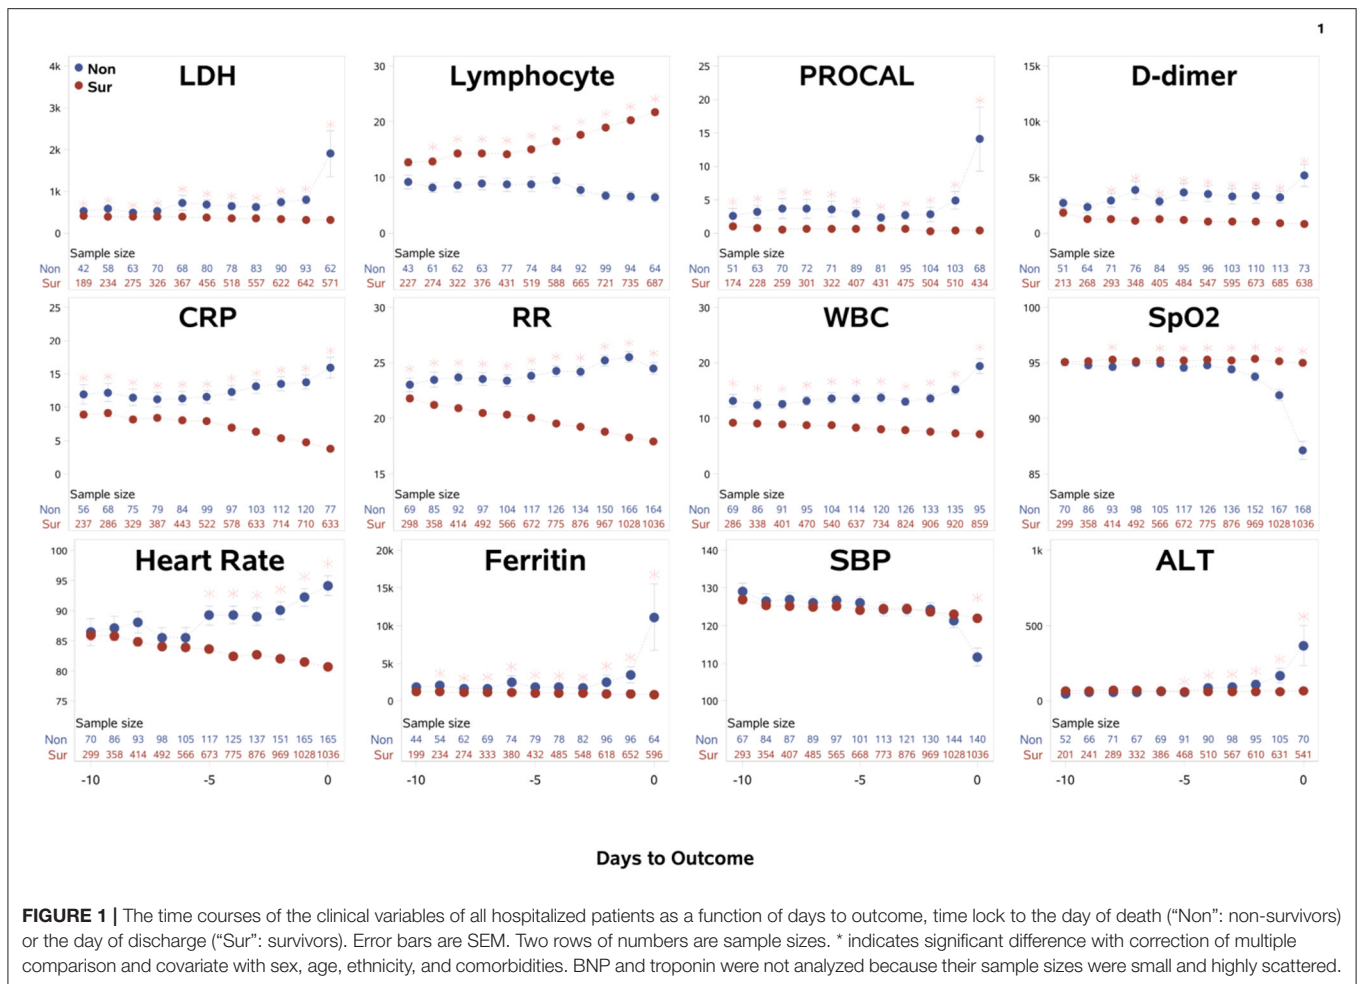 1
LDH
Non
Sur
4k
3k
2k
1k
0
Sample size
Non 42 58 63 70 68 80 78 83 90 93 62
Sur 189 234 275 326 367 456 518 557 622 642 571
Lymphocyte
30
20
10
0
Sample size
43 61 62 63 77 74 84 92 99 94 64
227 274 322 376 431 519 588 665 721 735 687
PROCAL
25
20
15
10
5
0
Sample size
51 63 70 72 71 89 81 95 104 103 68
174 228 259 301 322 407 431 475 504 510 434
D-dimer
15k
10k
5k
0
Sample size
51 64 71 76 84 95 96 103 110 113 73
213 268 293 348 405 484 547 595 673 685 638
CRP
25
20
15
10
5
0
Sample size
Non 56 68 75 79 84 99 97 103 112 120 77
Sur 237 286 329 387 443 522 578 633 714 710 633
RR
30
25
20
15
Sample size
69 85 92 97 104 117 126 134 150 166 164
298 358 414 492 566 672 775 876 967 1028 1036
WBC
30
20
10
0
Sample size
69 86 91 95 104 114 120 126 133 135 95
286 338 401 470 540 637 734 824 906 920 859
SpO2
100
95
90
85
Sample size
70 86 93 98 105 117 126 136 152 167 168
299 358 414 492 566 672 775 876 969 1028 1036
Heart Rate
100
95
90
85
80
75
Sample size
Non 70 86 93 98 105 117 125 137 151 165 165
Sur 299 358 414 492 566 673 775 876 969 1028 1036
-10 -5 0
Ferritin
20k
15k
10k
5k
0
Sample size
44 54 62 69 74 79 78 82 96 96 64
199 234 274 333 380 432 485 548 618 652 596
-10 -5 0
SBP
140
130
120
110
100
Sample size
Non 67 84 87 89 97 101 113 121 130 144 140
Sur 293 354 407 485 565 668 773 876 969 1028 1036
-10 -5 0
ALT
1k
500
0
Sample size
Non 52 66 71 67 69 91 90 98 95 105 70
Sur 201 241 289 332 386 468 510 567 610 631 541
-10 -5 0
Days to Outcome
FIGURE 1 | The time courses of the clinical variables of all hospitalized patients as a function of days to outcome, time lock to the day of death (“Non”: non-survivors)
or the day of discharge (“Sur”: survivors). Error bars are SEM. Two rows of numbers are sample sizes. * indicates significant difference with correction of multiple
comparison and covariate with sex, age, ethnicity, and comorbidities. BNP and troponin were not analyzed because their sample sizes were small and highly scattered.